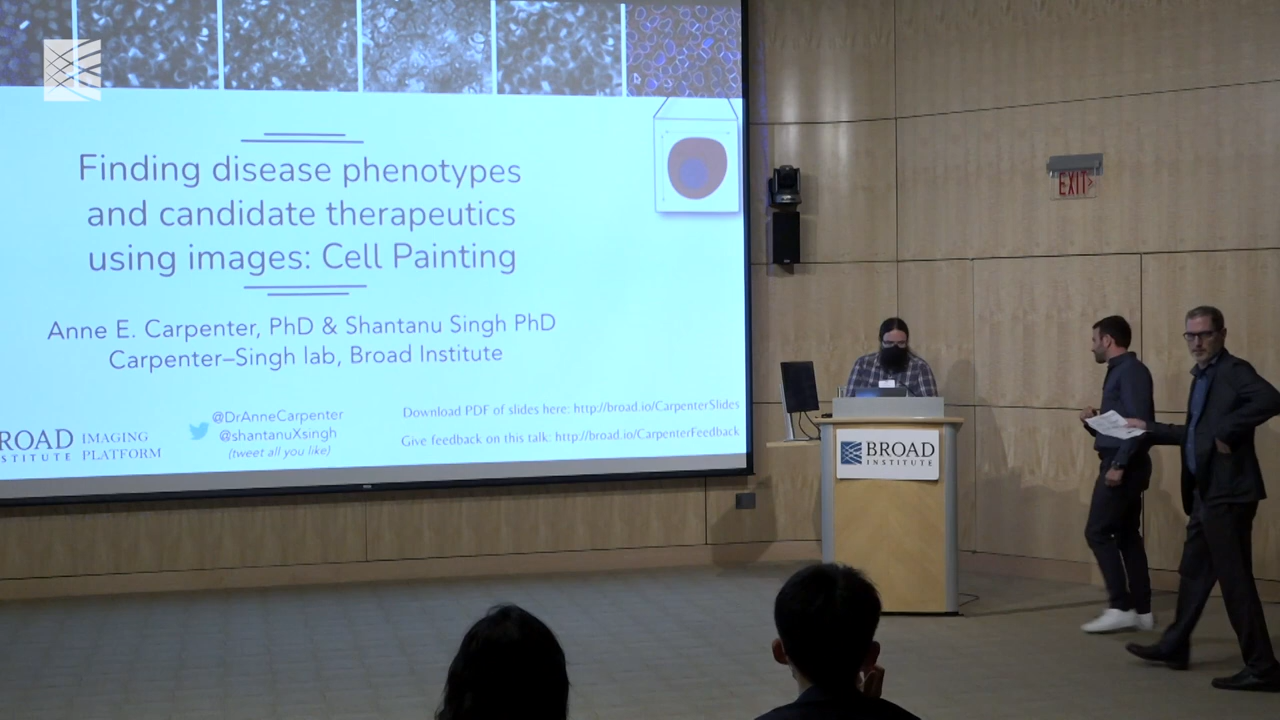 Finding disease phenotypes
and candidate therapeutics
using images: Cell Painting
Anne E. Carpenter, PhD & Shantanu Singh PhD
Carpenter–Singh lab, Broad Institute
ROAD IMAGING
STITUTE PLATFORM
@DrAnneCarpenter
@shantanuXsingh
(tweet all you like)
Download PDF of slides here: http://broad.io/CarpenterSlides
Give feedback on this talk: http://broad.io/CarpenterFeedback
EXIT
BROAD
INSTITUTE